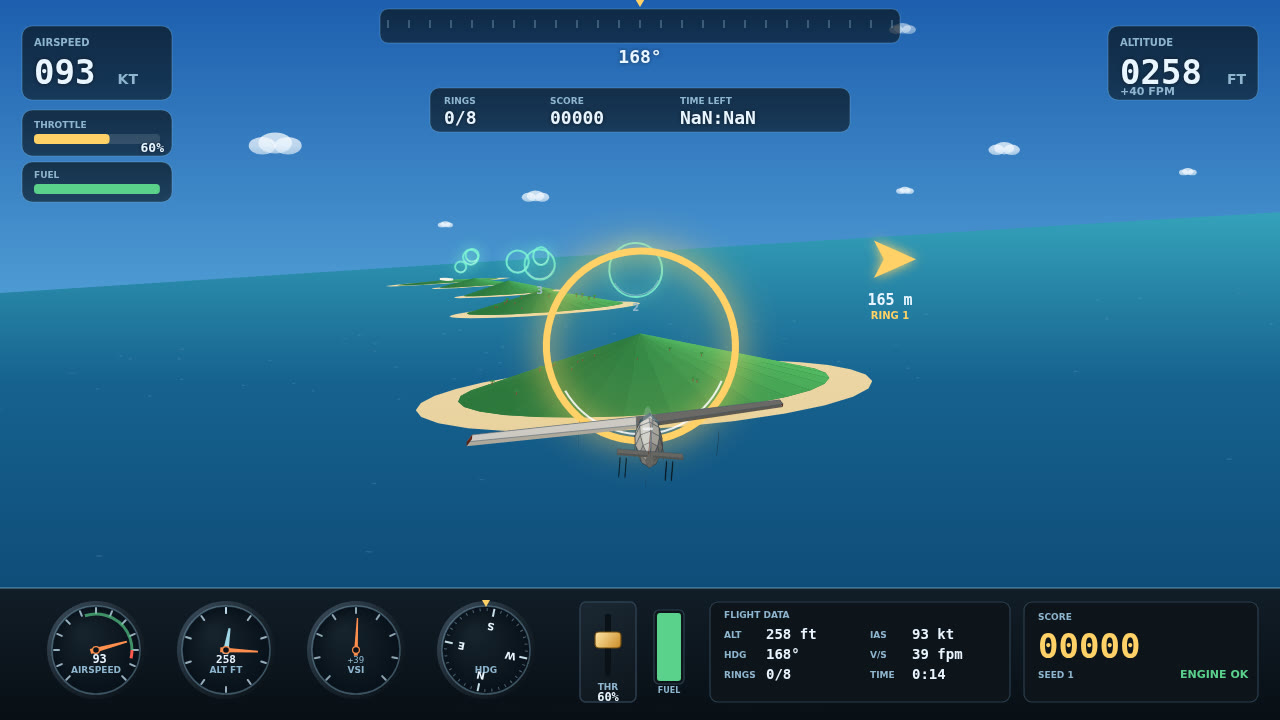 AIRSPEED
093 KT
THROTTLE
60%
FUEL
168°
RINGS SCORE TIME LEFT
0/8 00000 NaN:NaN
ALTITUDE
0258 FT
+40 FPM
3
2
165 m
RING 1
93
AIRSPEED
258
ALT FT
+39
VSI
S
E
W
N
HDG
THR
60%
FUEL
FLIGHT DATA
ALT 258 ft IAS 93 kt
HDG 168° V/S 39 fpm
RINGS 0/8 TIME 0:14
SCORE
00000
SEED 1 ENGINE OK